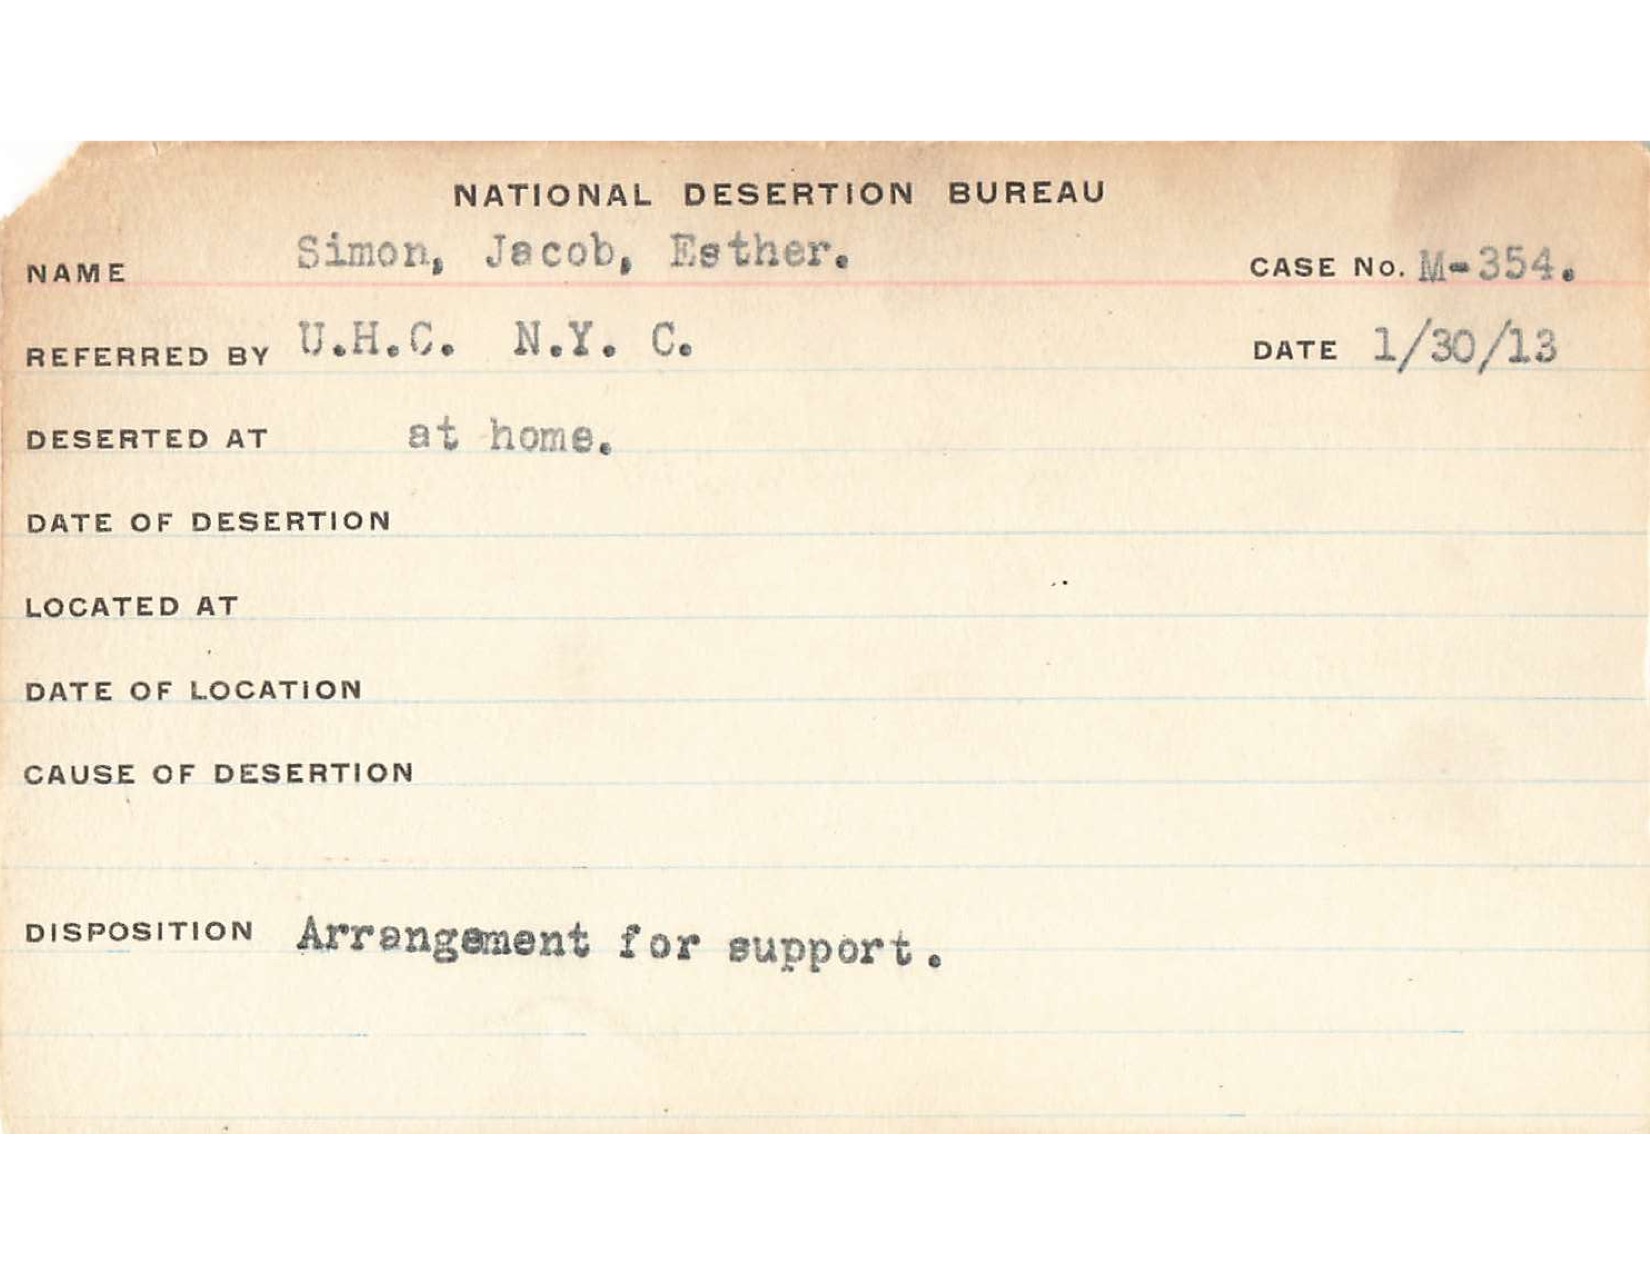 NATIONAL DESERTION BUREAU
NAME Simon, Jacob, Esther. CASE No. M-354.
REFERRED BY U.H.C. N.Y. C. DATE 1/30/13
DESERTED AT at home.
DATE OF DESERTION
LOCATED AT
DATE OF LOCATION
CAUSE OF DESERTION
DISPOSITION Arrangement for support.